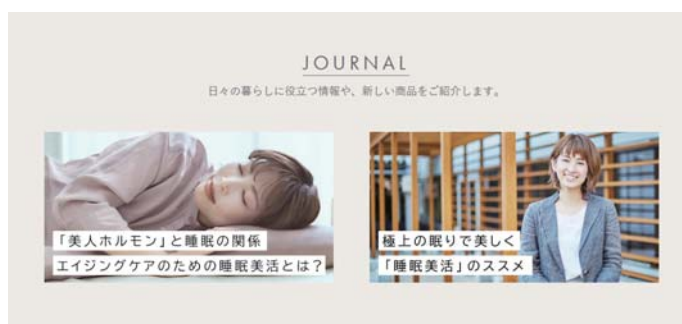 JOURNAL
日々の暮らしに役立つ情報や、新しい商品をご紹介します。
「美人ホルモン」と睡眠の関係
エイジングケアのための睡眠美活とは？
極上の眠りで美しく
「睡眠美活」のススメ